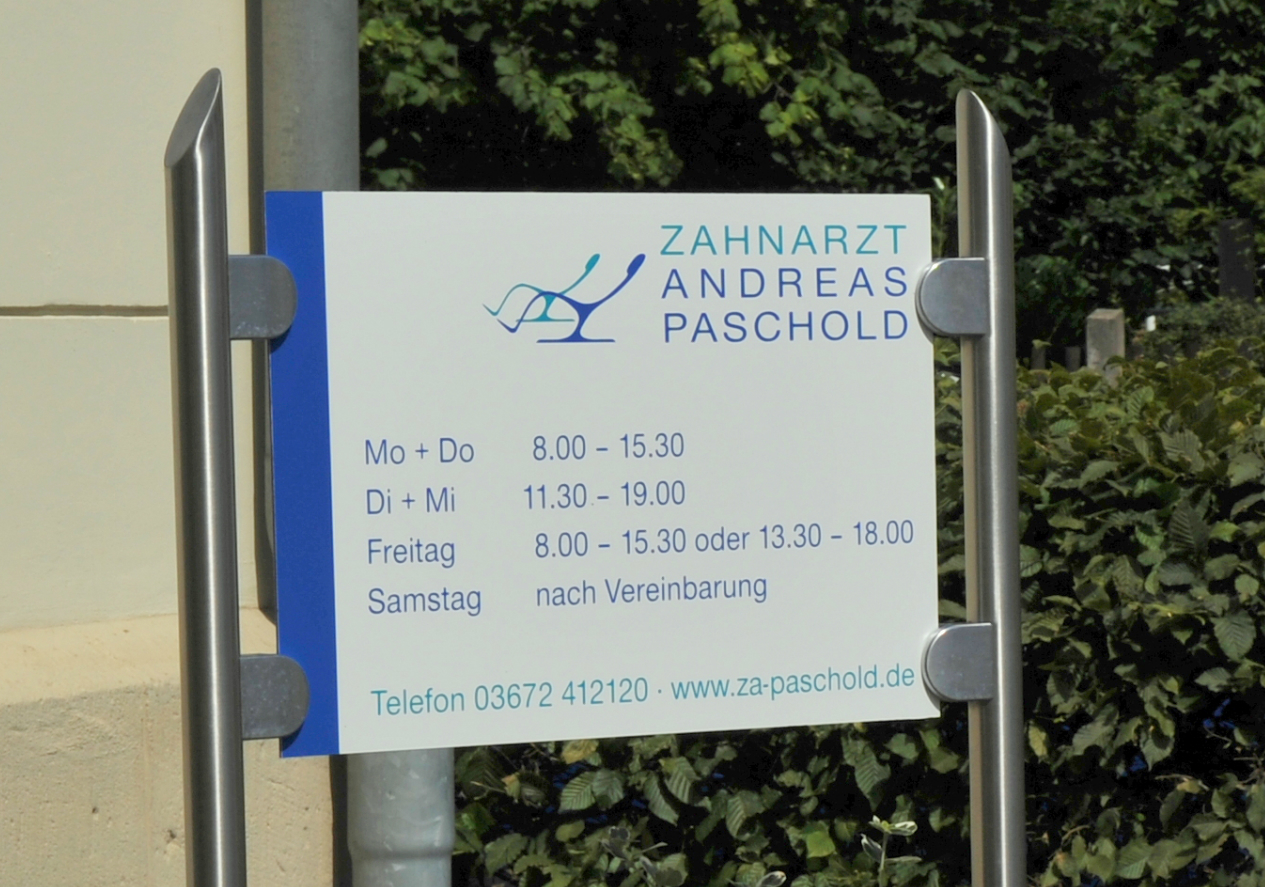 ZAHNARZT
ANDREAS
PASCHOLD
Mo + Do 8.00 – 15.30
Di + Mi 11.30 – 19.00
Freitag 8.00 – 15.30 oder 13.30 – 18.00
Samstag nach Vereinbarung
Telefon 03672 412120 · www.za-paschold.de